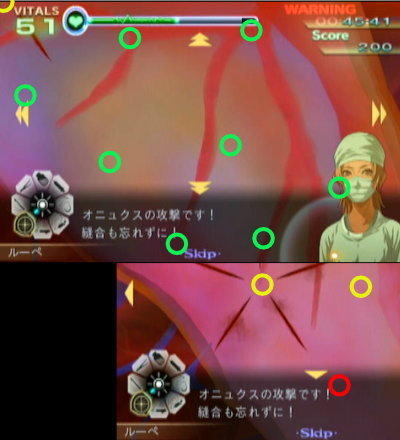 VITALS
51
WARNING
00:45:41
Score
200
オニュクスの攻撃です！
縫合も忘れずに！
ルーペ
Skip·
オニュクスの攻撃です！
縫合も忘れずに！
ルーペ
·Skip·